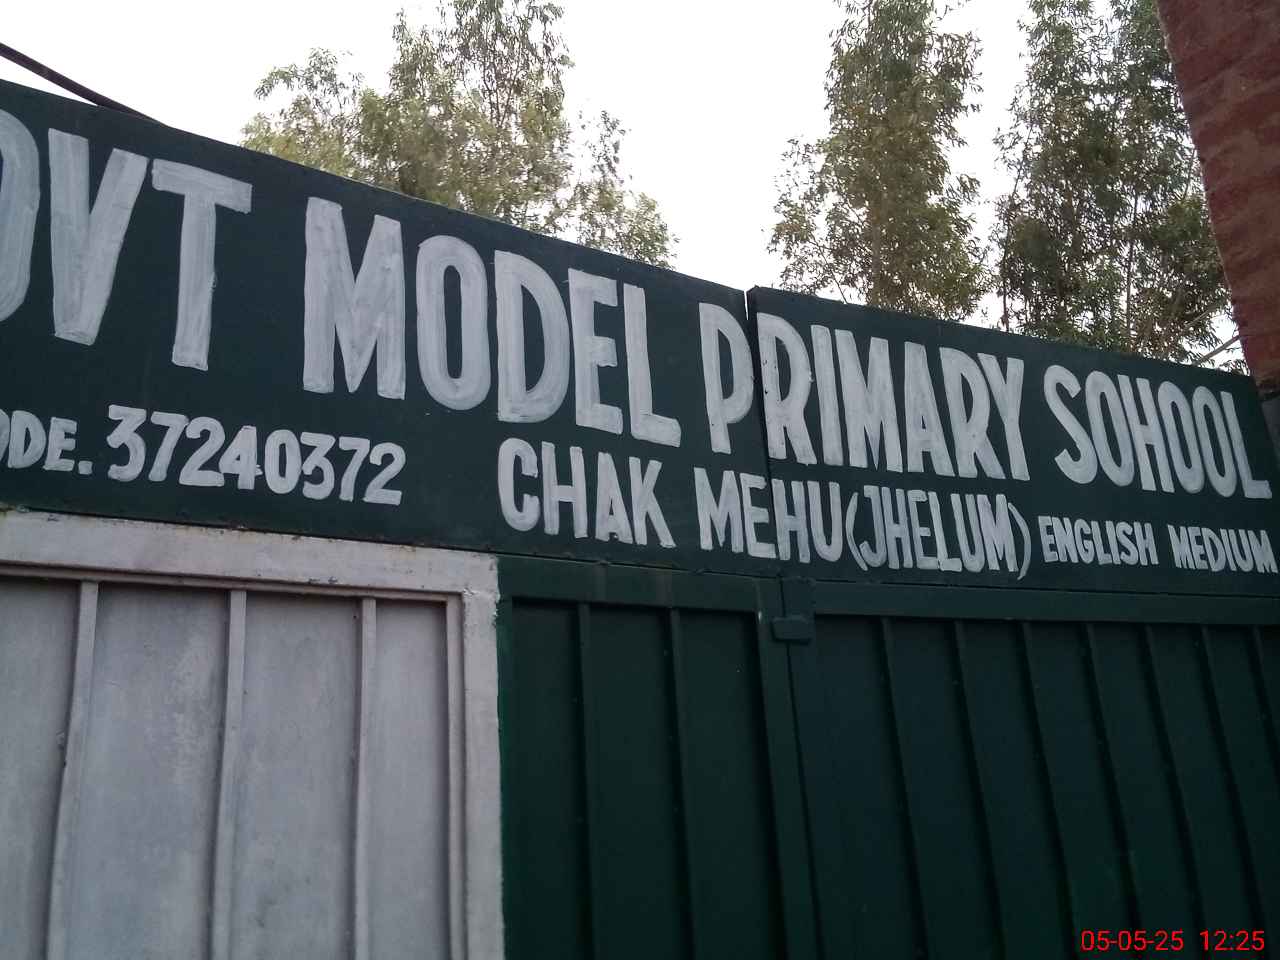 OVT MODEL PRIMARY SOHOOL
ODE. 37240372 CHAK MEHU (JHELUM) ENGLISH MEDIUM
05-05-25 12:25